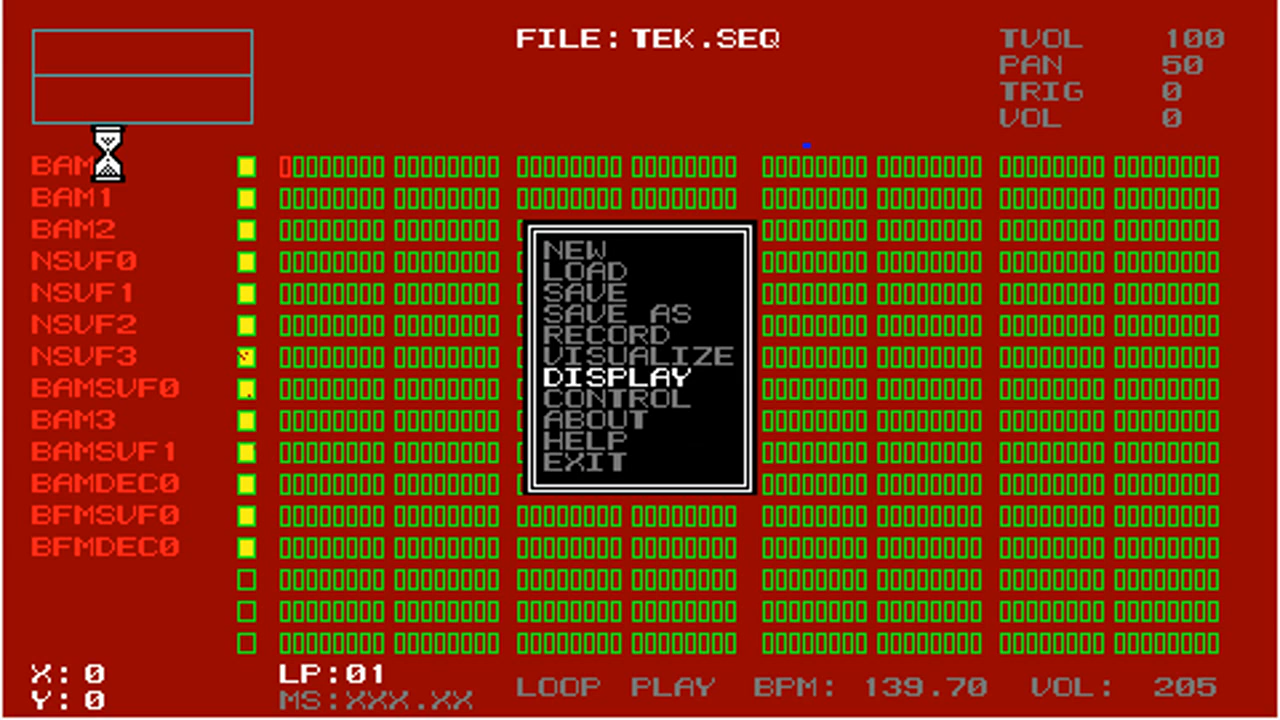 FILE: TEK.SEQ
TVOL 100
PAN 50
TRIG 0
VOL 0
BAM
BAM1
BAM2
NSVF0
NSVF1
NSVF2
NSVF3
BAMSVF0
BAM3
BAMSVF1
BAMDEC0
BFMSVF0
BFMDEC0
NEW
LOAD
SAVE
SAVE AS
RECORD
VISUALIZE
DISPLAY
CONTROL
ABOUT
HELP
EXIT
X: 0
Y: 0
LP:01
MS:XXX.XX
LOOP PLAY BPM: 139.70 VOL: 205